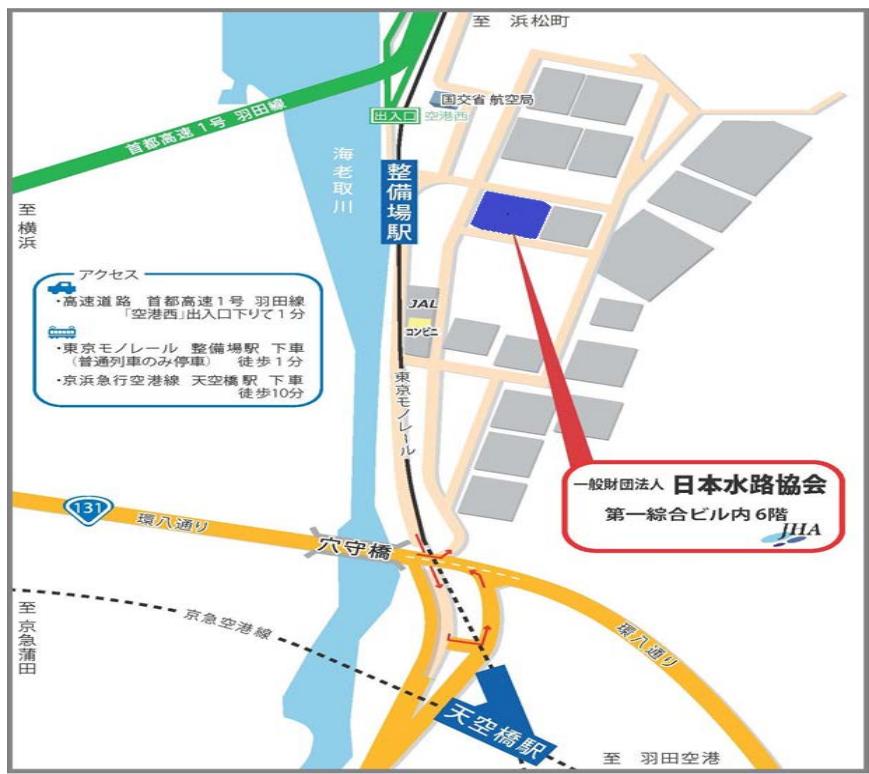 至 浜松町
国交省 航空局
出入口 空港西
首都高速1号 羽田線
海老取川
整備場駅
至横浜
アクセス
・高速道路 首都高速1号 羽田線
「空港西」出入口下りて1分
・東京モノレール 整備場駅 下車
(普通列車のみ停車) 徒歩1分
・京浜急行空港線 天空橋駅 下車
徒歩10分
JAL
コンビニ
東京モノレール
一般財団法人 日本水路協会
第一綜合ビル内6階
JHA
131
環八通り
穴守橋
至京急蒲田
京急空港線
環八通り
天空橋駅
至 羽田空港